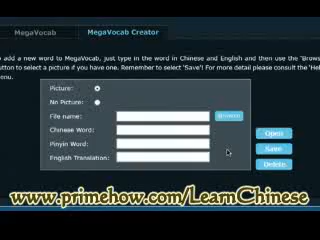 MegaVocab
MegaVocab Creator
o add a new word to MegaVocab, just type in the word in Chinese and English and then use the 'Brows
utton to select a picture if you have one. Remember to select 'Save'! For more detail please consult the 'Hel
enu.
Picture:
No Picture:
File name:
Browse
Chinese Word:
Pinyin Word:
English Translation:
Open
Save
Delete
www.primehow.com/LearnChinese